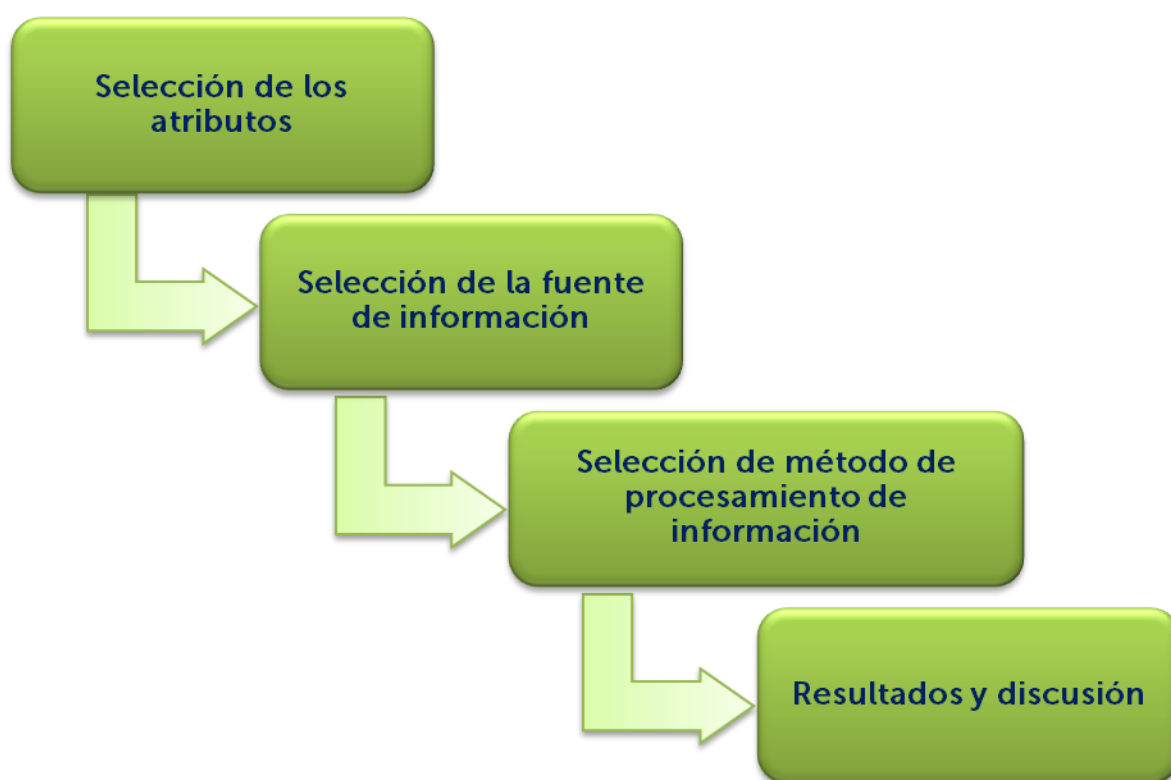 Selección de los
atributos
Selección de la fuente
de información
Selección de método de
procesamiento de
información
Resultados y discusión